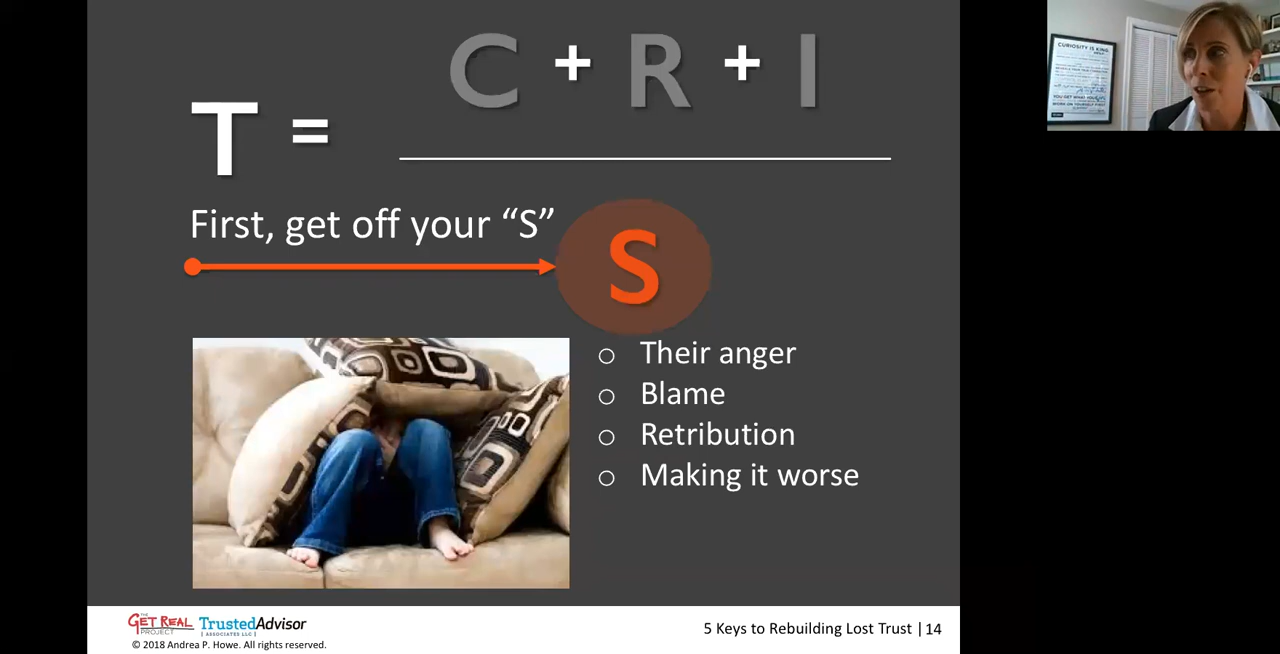 C + R + I
T =
First, get off your “S”
S
o Their anger
o Blame
o Retribution
o Making it worse
THE
GET REAL
PROJECT
TrustedAdvisor
| ASSOCIATES LLC |
© 2018 Andrea P. Howe. All rights reserved.
5 Keys to Rebuilding Lost Trust | 14
CURIOSITY IS KING.